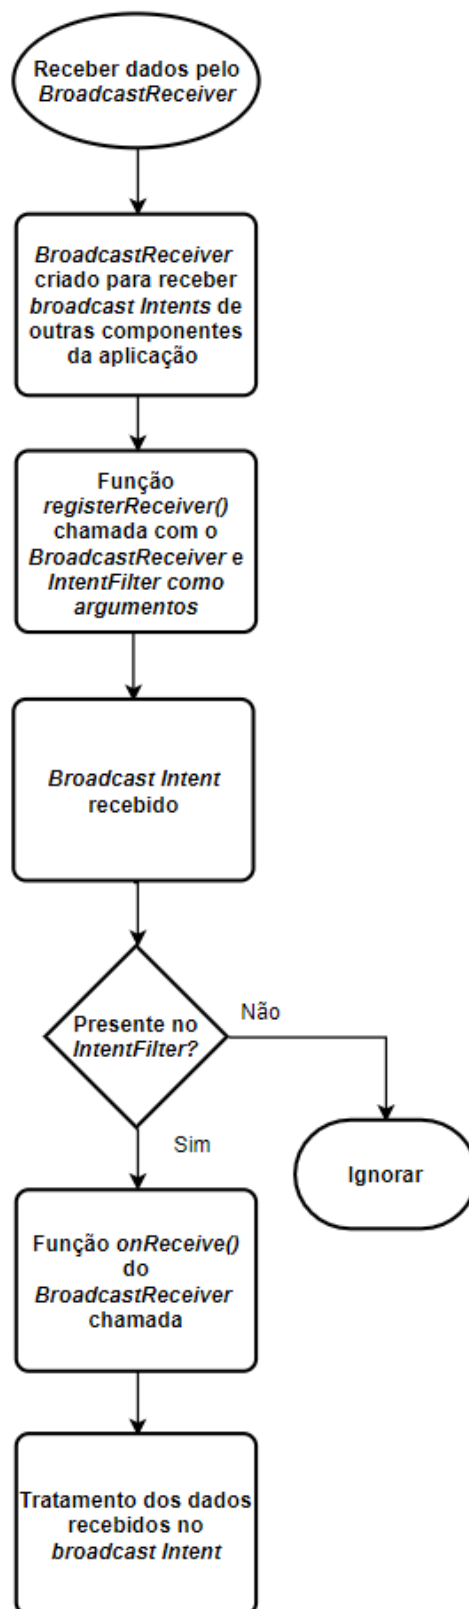 Receber dados pelo
BroadcastReceiver
BroadcastReceiver
criado para receber
broadcast Intents de
outras componentes
da aplicação
Função
registerReceiver()
chamada com o
BroadcastReceiver e
IntentFilter como
argumentos
Broadcast Intent
recebido
Presente no
IntentFilter?
Não
Ignorar
Sim
Função onReceive()
do
BroadcastReceiver
chamada
Tratamento dos dados
recebidos no
broadcast Intent